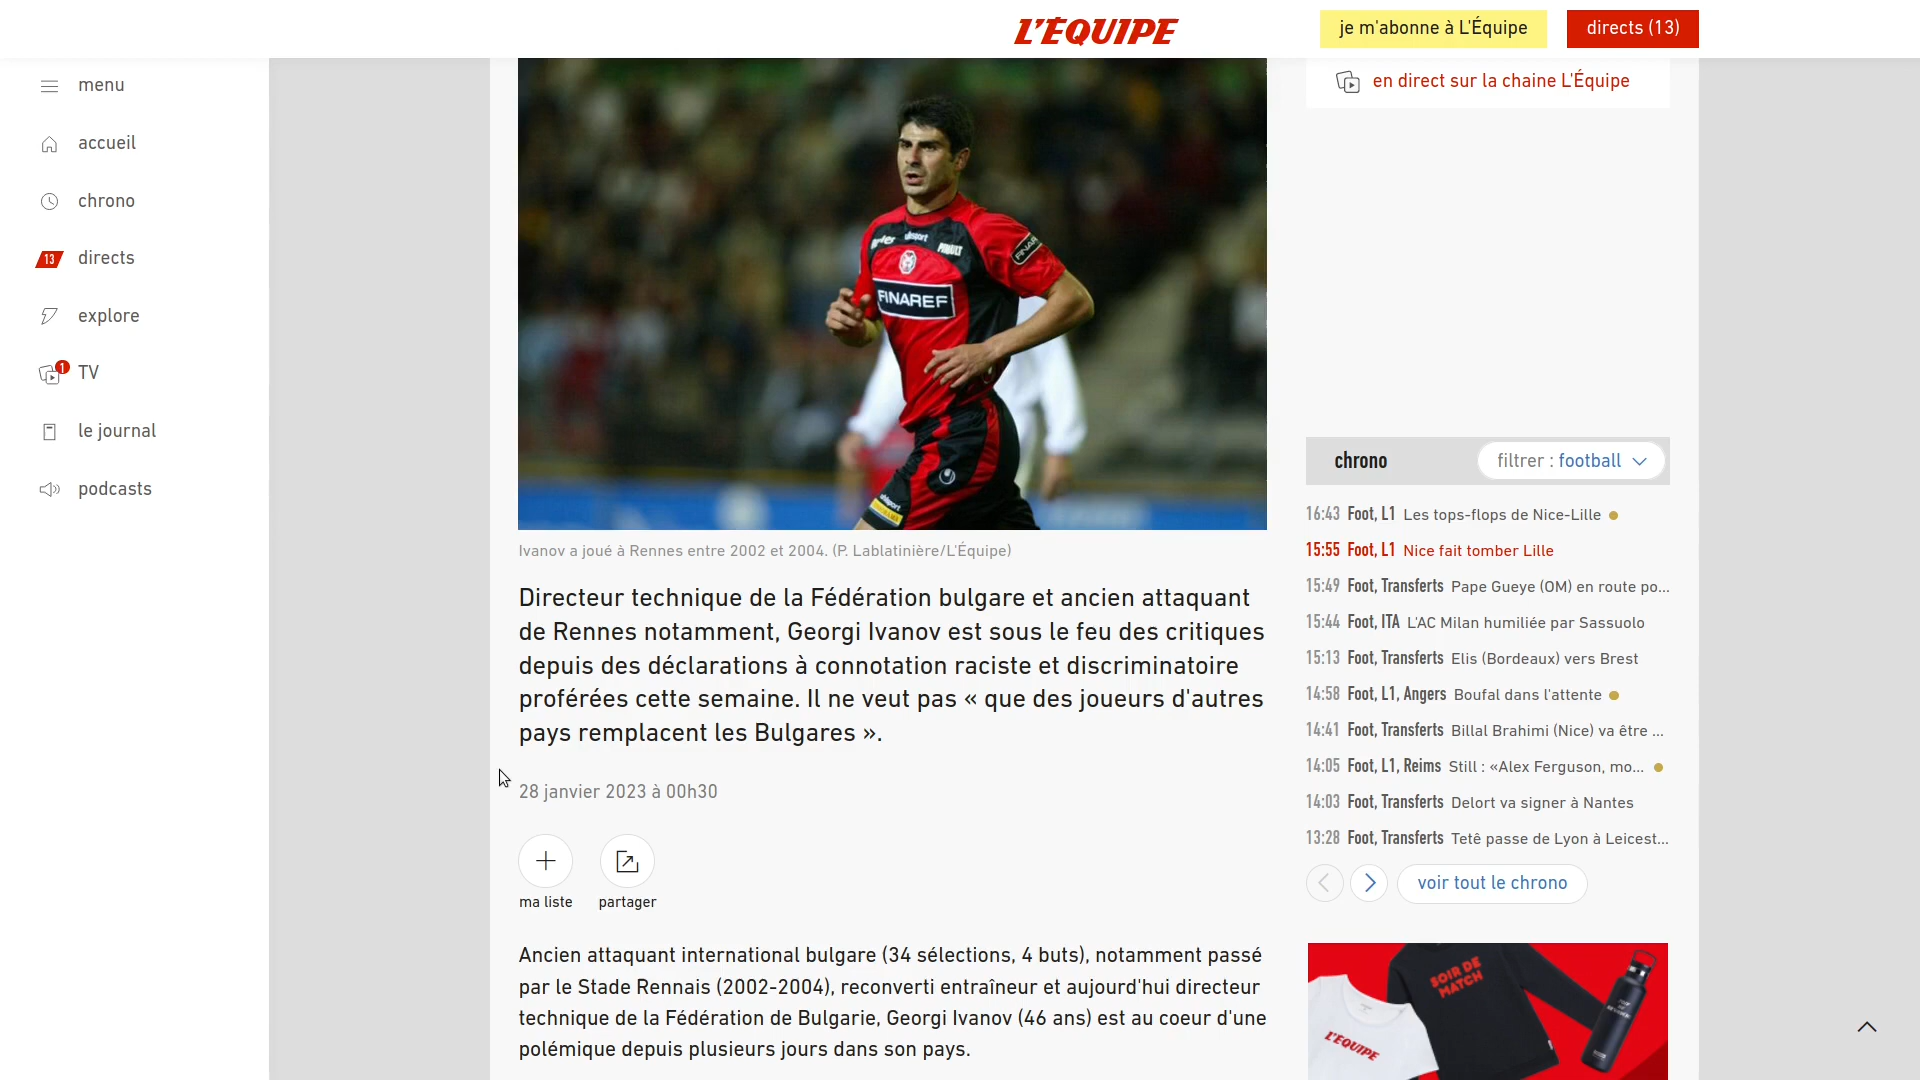 L'ÉQUIPE
je m'abonne à L'Équipe
directs (13)
menu
accueil
chrono
13 directs
explore
1 TV
le journal
podcasts
uhlsport
PINAULT
FINAREF
uhlsport
Ivanov a joué à Rennes entre 2002 et 2004. (P. Lablatinière/L'Équipe)
Directeur technique de la Fédération bulgare et ancien attaquant
de Rennes notamment, Georgi Ivanov est sous le feu des critiques
depuis des déclarations à connotation raciste et discriminatoire
proférées cette semaine. Il ne veut pas « que des joueurs d'autres
pays remplacent les Bulgares ».
28 janvier 2023 à 00h30
ma liste
partager
Ancien attaquant international bulgare (34 sélections, 4 buts), notamment passé
par le Stade Rennais (2002-2004), reconverti entraîneur et aujourd'hui directeur
technique de la Fédération de Bulgarie, Georgi Ivanov (46 ans) est au coeur d'une
polémique depuis plusieurs jours dans son pays.
en direct sur la chaine L'Équipe
chrono
filtrer : football
16:43 Foot, L1 Les tops-flops de Nice-Lille
15:55 Foot, L1 Nice fait tomber Lille
15:49 Foot, Transferts Pape Gueye (OM) en route po...
15:44 Foot, ITA L'AC Milan humiliée par Sassuolo
15:13 Foot, Transferts Elis (Bordeaux) vers Brest
14:58 Foot, L1, Angers Boufal dans l'attente
14:41 Foot, Transferts Billal Brahimi (Nice) va être ...
14:05 Foot, L1, Reims Still : «Alex Ferguson, mo...
14:03 Foot, Transferts Delort va signer à Nantes
13:28 Foot, Transferts Tetê passe de Lyon à Leicest...
voir tout le chrono
SOIR DE
MATCH
L'ÉQUIPE